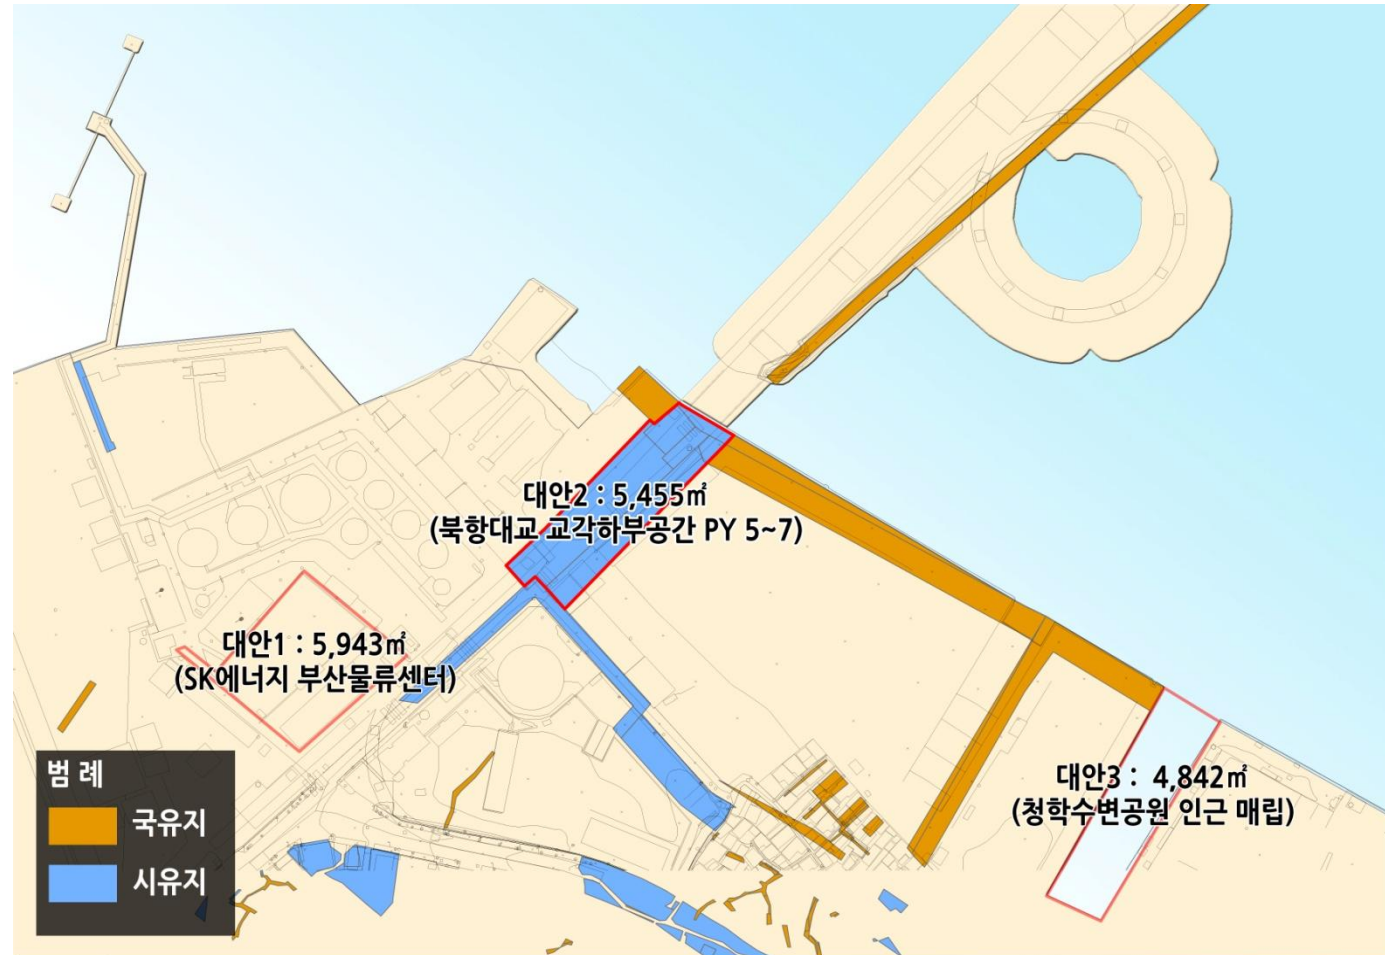 대안2 : 5,455㎡
(북항대교 교각하부공간 PY 5~7)
대안1 : 5,943㎡
(SK에너지 부산물류센터)
대안3 : 4,842㎡
(청학수변공원 인근 매립)
범 례
국유지
시유지